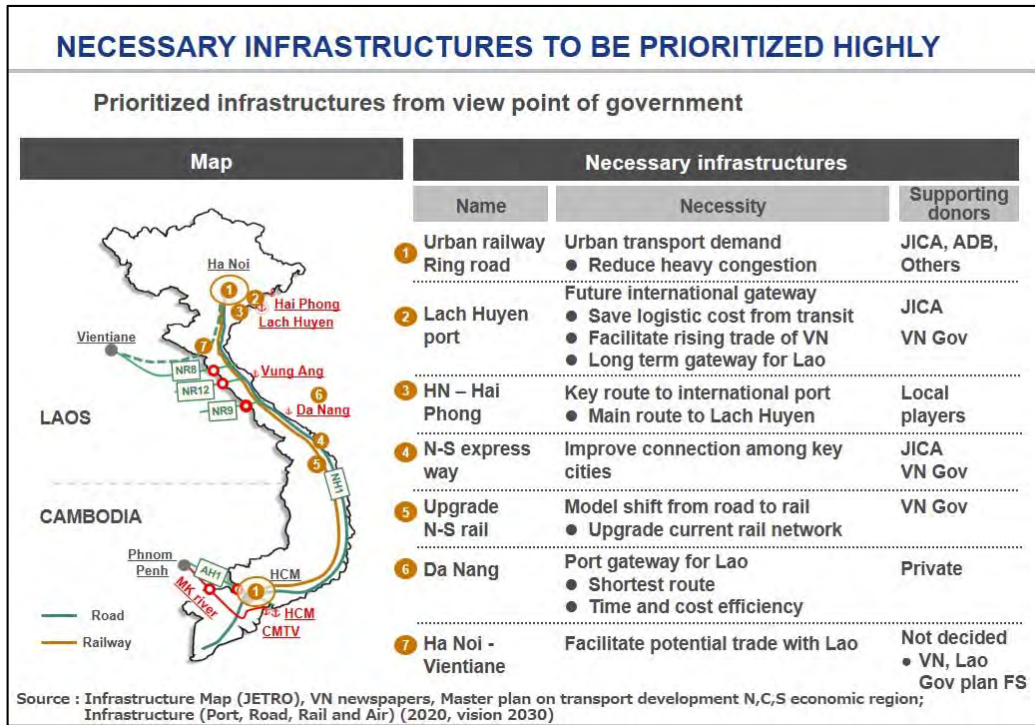 NECESSARY INFRASTRUCTURES TO BE PRIORITIZED HIGHLY
Prioritized infrastructures from view point of government
Map
Ha Noi
1
2
3
Hai Phong
Lach Huyen
Vientiane
7
NR8
NR12
NR9
Vung Ang
6
Da Nang
LAOS
4
5
NH1
CAMBODIA
Phnom
Penh
AH1
MK river
HCM
1
HCM
CMTV
Road
Railway
Necessary infrastructures
Name
Necessity
Supporting
donors
1
Urban railway
Ring road
Urban transport demand
● Reduce heavy congestion
JICA, ADB,
Others
2
Lach Huyen
port
Future international gateway
● Save logistic cost from transit
● Facilitate rising trade of VN
● Long term gateway for Lao
JICA
VN Gov
3
HN – Hai
Phong
Key route to international port
● Main route to Lach Huyen
Local
players
4
N-S express
way
Improve connection among key
cities
JICA
VN Gov
5
Upgrade
N-S rail
Model shift from road to rail
● Upgrade current rail network
VN Gov
6
Da Nang
Port gateway for Lao
● Shortest route
● Time and cost efficiency
Private
7
Ha Noi -
Vientiane
Facilitate potential trade with Lao
Not decided
● VN, Lao
Gov plan FS
Source : Infrastructure Map (JETRO), VN newspapers, Master plan on transport development N,C,S economic region;
Infrastructure (Port, Road, Rail and Air) (2020, vision 2030)